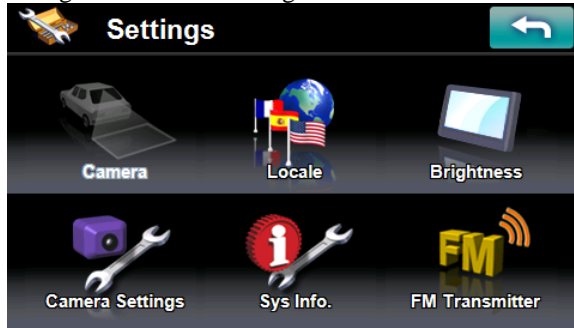 Settings
Camera
Locale
Brightness
i
FM
Camera Settings
Sys Info.
FM Transmitter